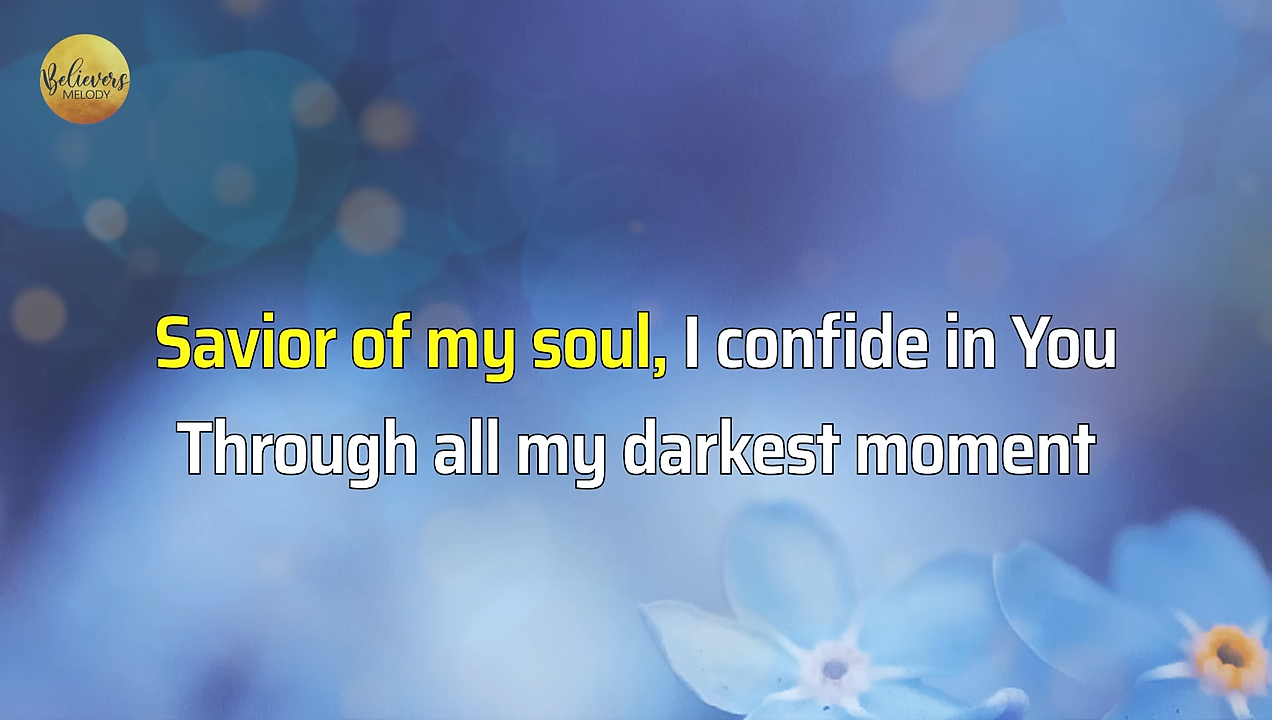 Believers
MELODY
Savior of my soul, I confide in You
Through all my darkest moment